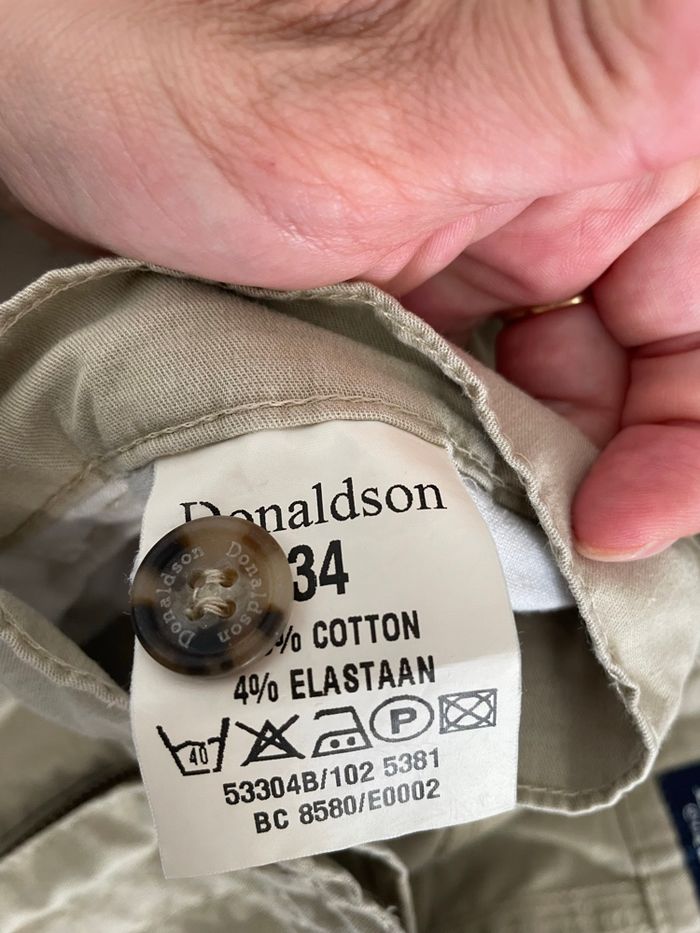 Donaldson
34
% COTTON
4% ELASTAAN
40 P
53304B/102 5381
BC 8580/E0002
Donaldson Donaldson